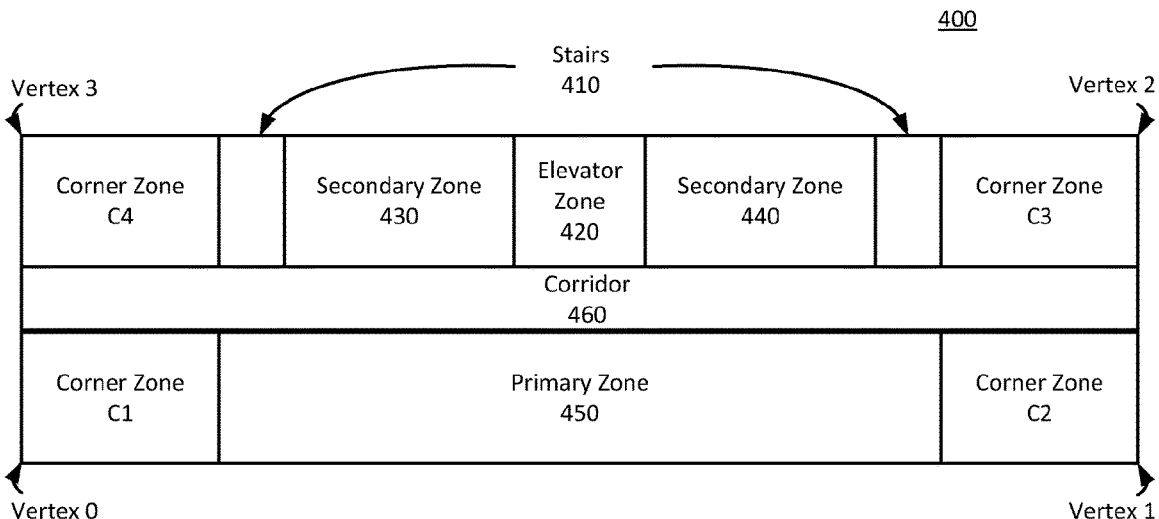 400
Stairs
410
Vertex 3
Vertex 2
Corner Zone
C4
Secondary Zone
430
Elevator
Zone
420
Secondary Zone
440
Corner Zone
C3
Corridor
460
Corner Zone
C1
Primary Zone
450
Corner Zone
C2
Vertex 0
Vertex 1